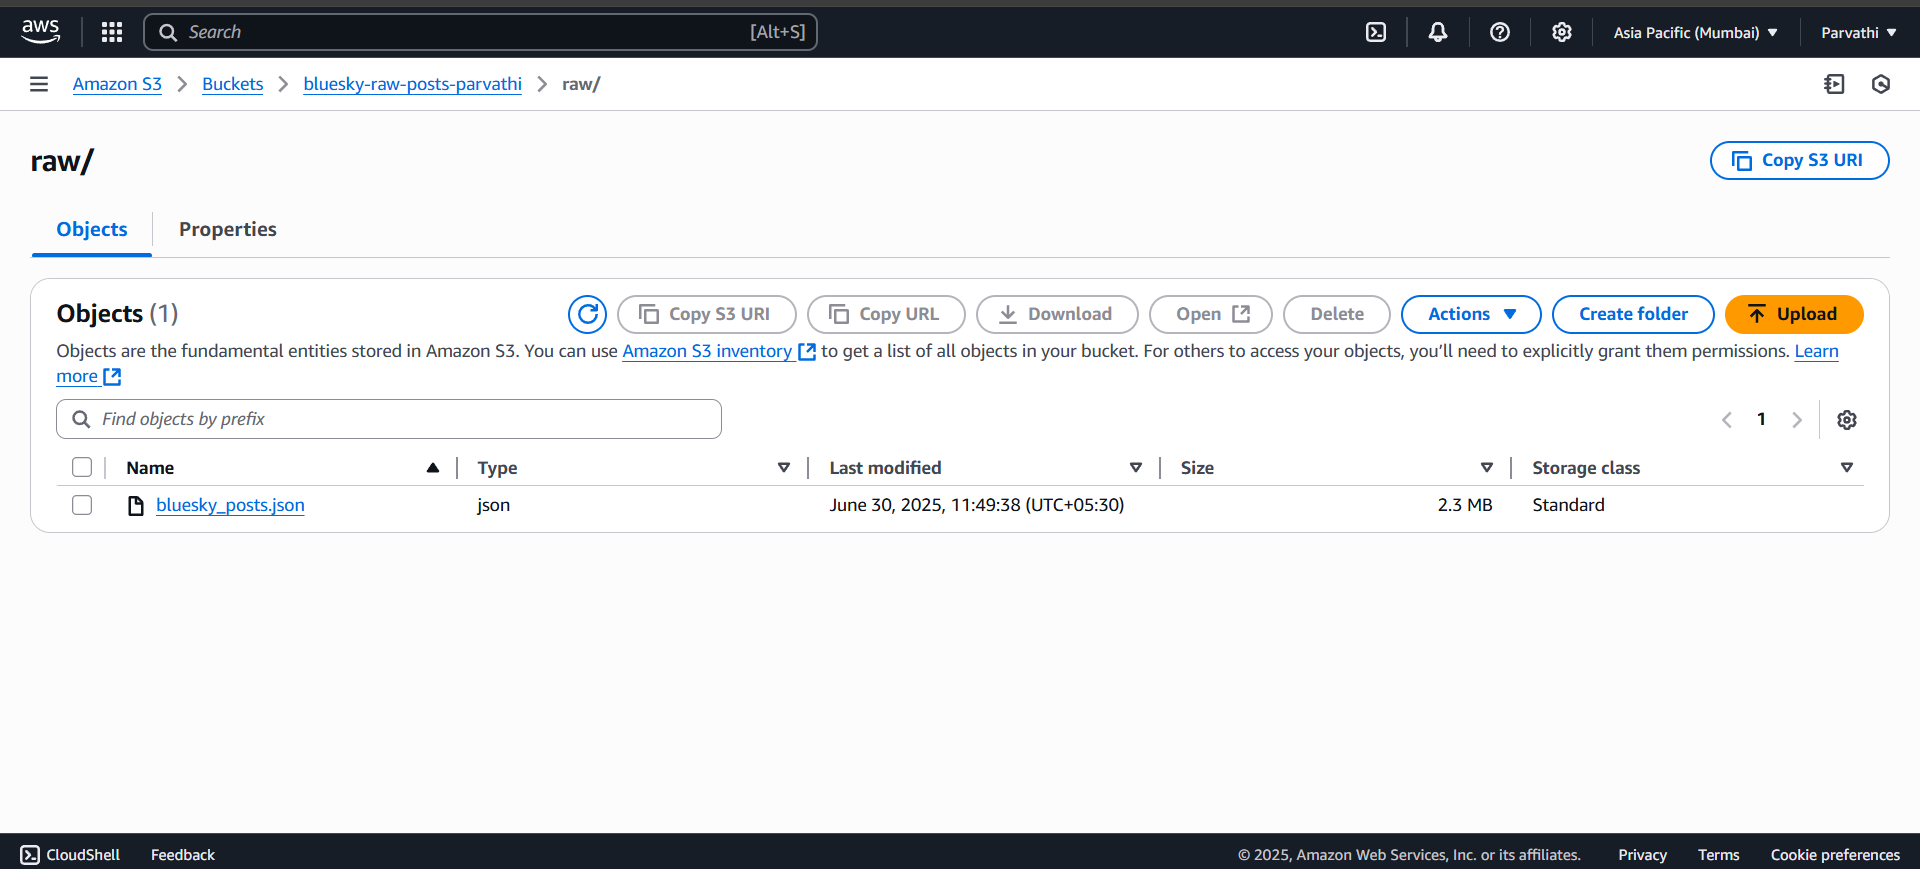 aws
Search [Alt+S]
Asia Pacific (Mumbai)
Parvathi
Amazon S3 > Buckets > bluesky-raw-posts-parvathi > raw/
raw/
Copy S3 URI
Objects
Properties
Objects (1)
Copy S3 URI
Copy URL
Download
Open
Delete
Actions
Create folder
Upload
Objects are the fundamental entities stored in Amazon S3. You can use Amazon S3 inventory to get a list of all objects in your bucket. For others to access your objects, you’ll need to explicitly grant them permissions. Learn
more
Find objects by prefix
1
Name Type Last modified Size Storage class
bluesky_posts.json json June 30, 2025, 11:49:38 (UTC+05:30) 2.3 MB Standard
CloudShell Feedback © 2025, Amazon Web Services, Inc. or its affiliates. Privacy Terms Cookie preferences